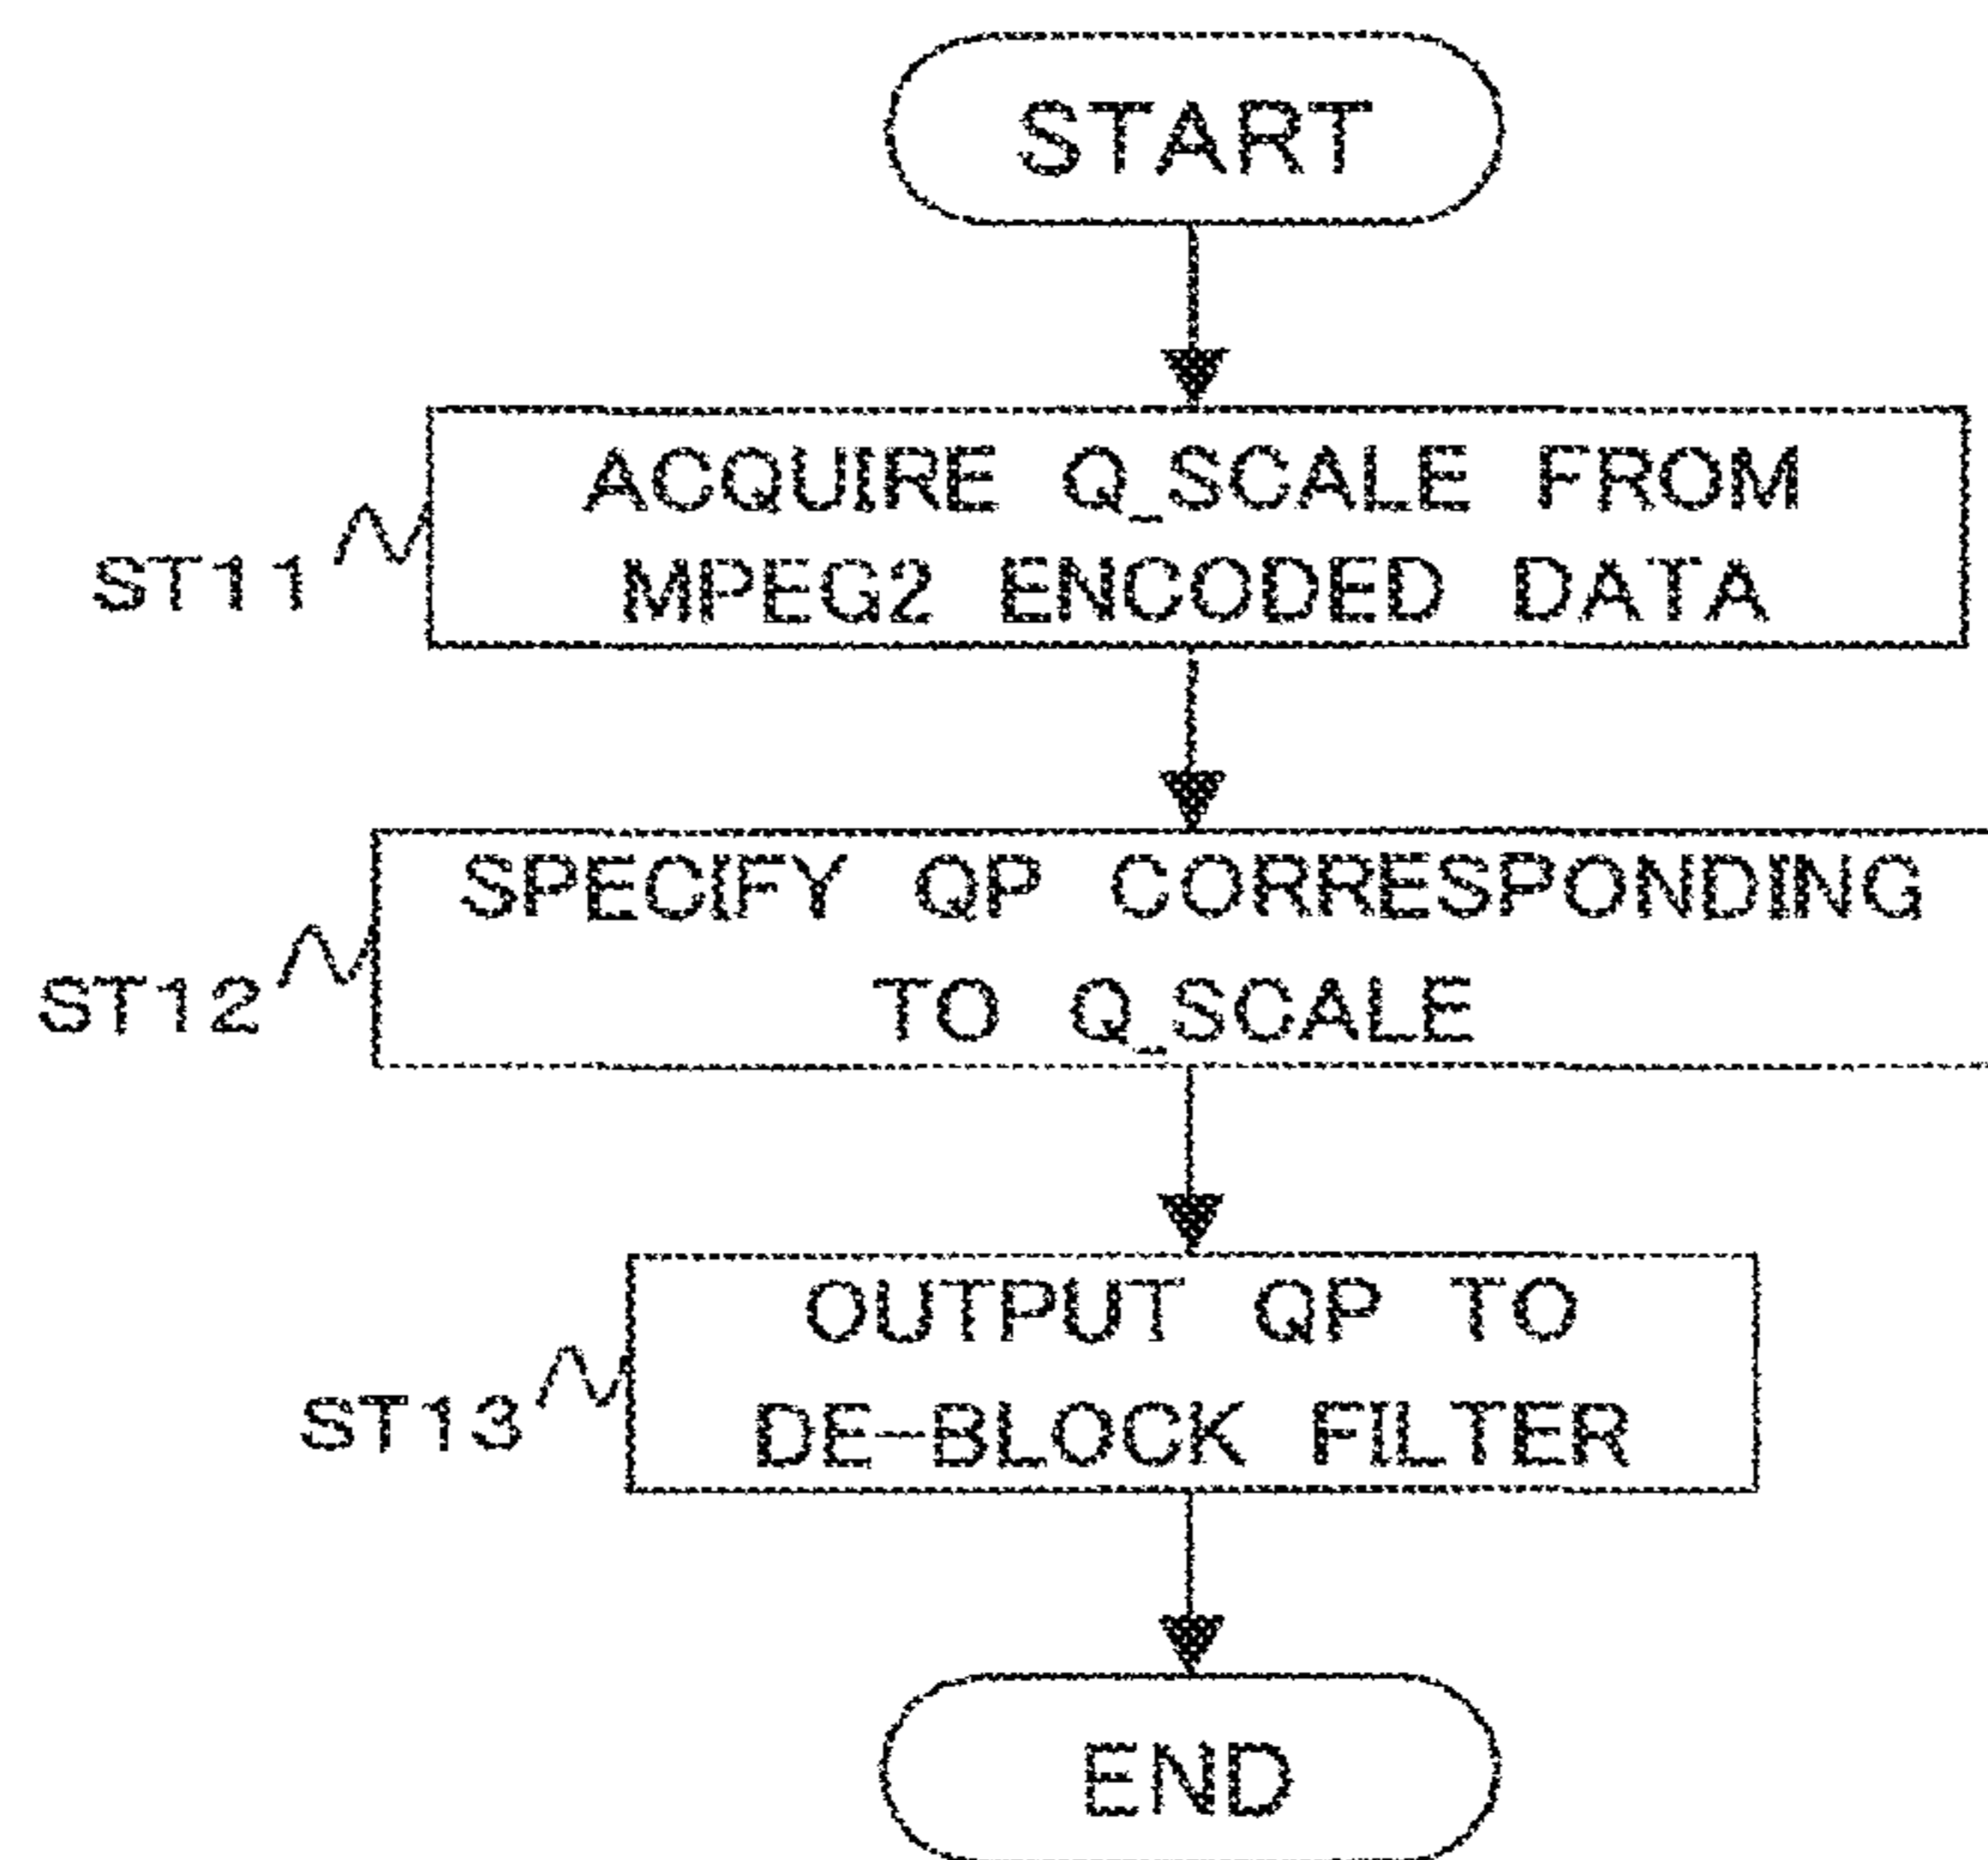 START
ACQUIRE Q_SCALE FROM
MPEG2 ENCODED DATA
ST11
SPECIFY QP CORRESPONDING
TO Q_SCALE
ST12
OUTPUT QP TO
DE-BLOCK FILTER
ST13
END